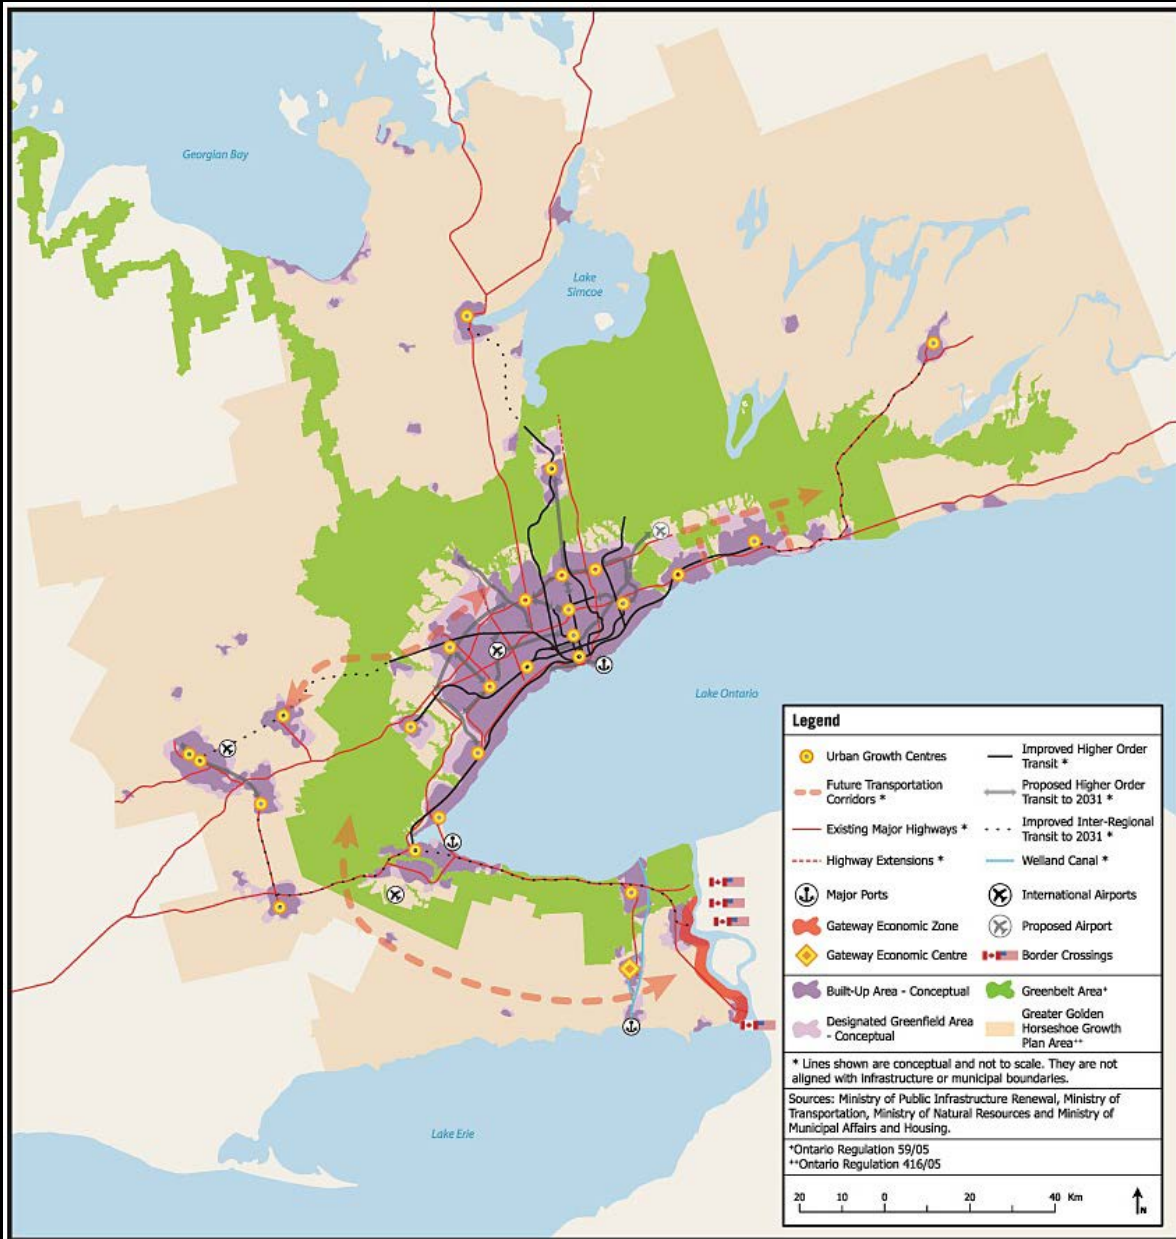 Georgian Bay
Lake
Simcoe
Lake Ontario
Lake Erie
Legend
Urban Growth Centres
Improved Higher Order
Transit *
Future Transportation
Corridors *
Proposed Higher Order
Transit to 2031 *
Existing Major Highways *
Improved Inter-Regional
Transit to 2031 *
Highway Extensions *
Welland Canal *
Major Ports
International Airports
Gateway Economic Zone
Proposed Airport
Gateway Economic Centre
Border Crossings
Built-Up Area - Conceptual
Greenbelt Area+
Designated Greenfield Area
- Conceptual
Greater Golden
Horseshoe Growth
Plan Area++
* Lines shown are conceptual and not to scale. They are not
aligned with infrastructure or municipal boundaries.
Sources: Ministry of Public Infrastructure Renewal, Ministry of
Transportation, Ministry of Natural Resources and Ministry of
Municipal Affairs and Housing.
+Ontario Regulation 59/05
++Ontario Regulation 416/05
20 10 0 20 40 Km
N